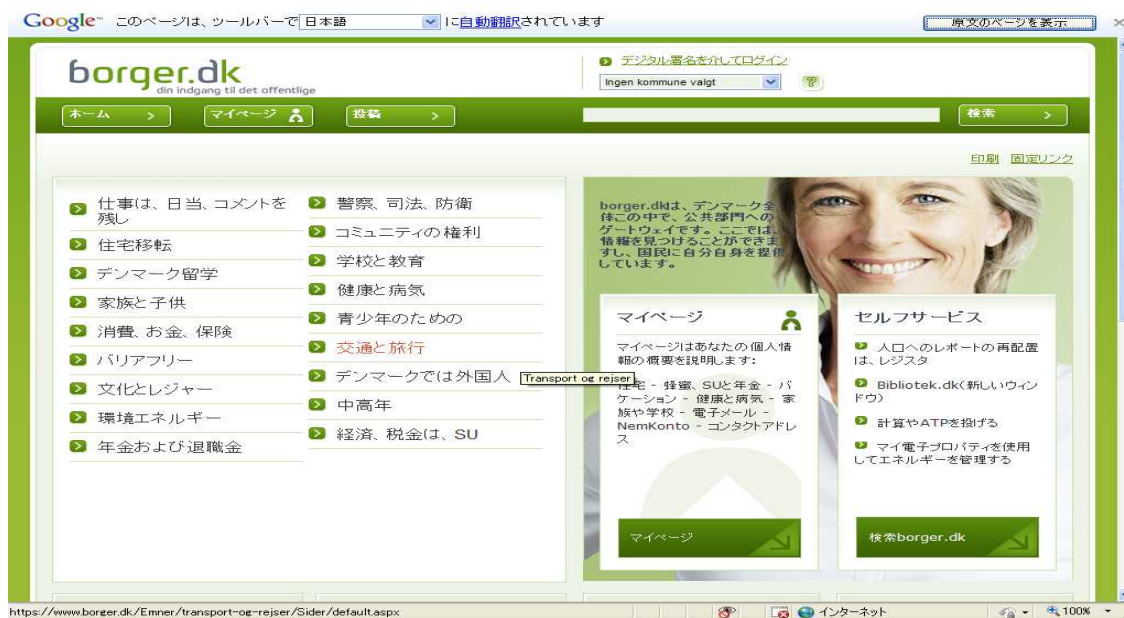 Google™ このページは、ツールバーで 日本語 に自動翻訳されています 原文のページを表示 ×
borger.dk
din indgang til det offentlige
デジタル署名を介してログイン
Ingen kommune valgt ?
ホーム > マイページ 投稿 > 検索 >
印刷 固定リンク
仕事は、日当、コメントを
残し
住宅移転
デンマーク留学
家族と子供
消費、お金、保険
バリアフリー
文化とレジャー
環境エネルギー
年金および退職金
警察、司法、防衛
コミュニティの権利
学校と教育
健康と病気
青少年のための
交通と旅行
デンマークでは外国人
Transport og rejser
中高年
経済、税金は、SU
borger.dkは、デンマーク全
体この中で、公共部門への
ゲートウェイです。ここでは、
情報を見つけることができま
すし、国民に自分自身を提供
しています。
マイページ
マイページはあなたの個人情
報の概要を説明します:
住宅 - 蜂蜜、SUと年金 - バ
ケーション - 健康と病気 - 家
族や学校 - 電子メール -
NemKonto - コンタクトアドレ
ス
マイページ
セルフサービス
人口へのレポートの再配置
は、レジスタ
Bibliotek.dk(新しいウィン
ドウ)
計算やATPを投げる
マイ電子プロパティを使用
してエネルギーを管理する
検索borger.dk
https://www.borger.dk/Emner/transport-og-rejser/Sider/default.aspx インターネット 100%